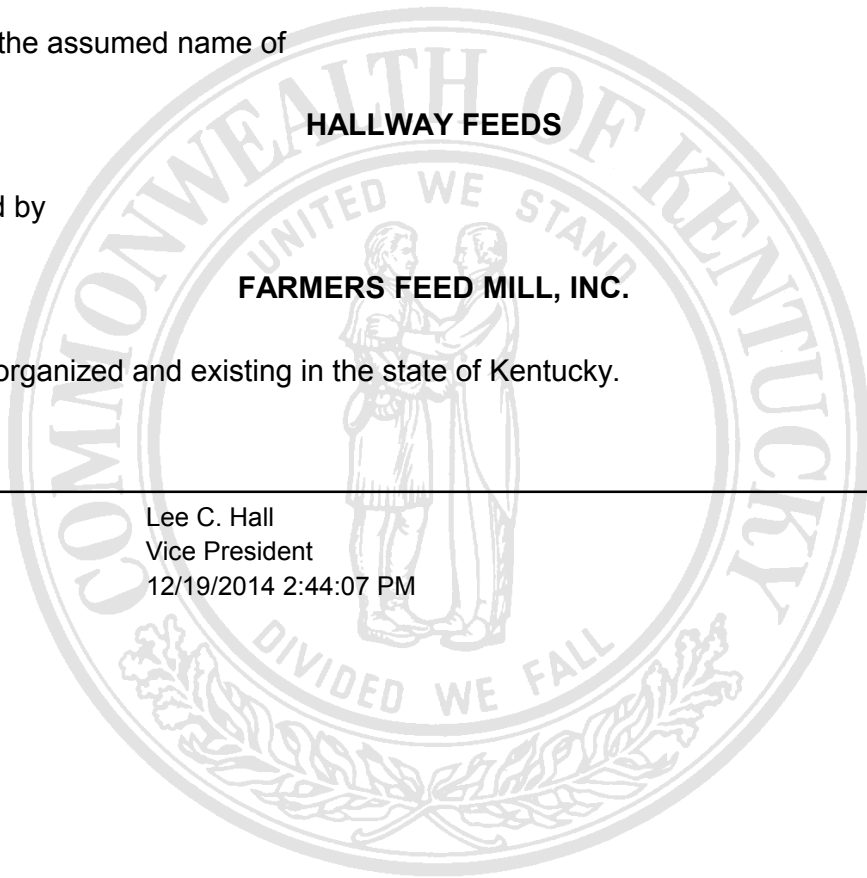 the assumed name of
HALLWAY FEEDS
d by
FARMERS FEED MILL, INC.
organized and existing in the state of Kentucky.
Lee C. Hall
Vice President
12/19/2014 2:44:07 PM
COMMONWEALTH OF KENTUCKY
UNITED WE STAND
DIVIDED WE FALL